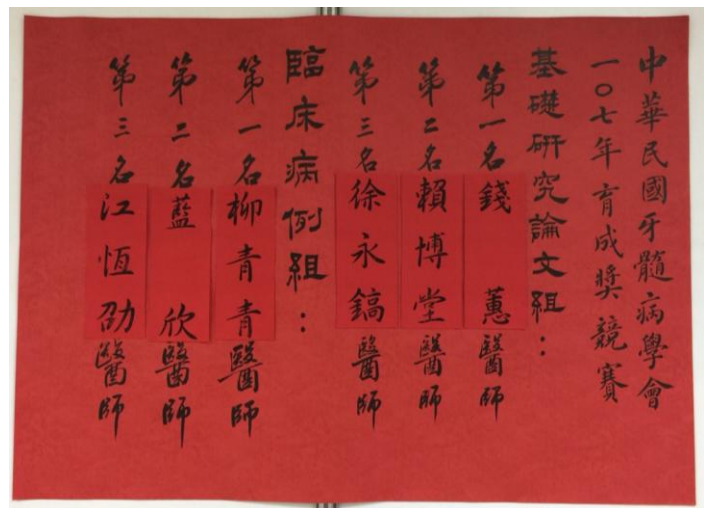 中華民國牙髓病學會
一○七年育成獎競賽
基礎研究論文組：
第一名錢蕙醫師
第二名賴博堂醫師
第三名徐永鎬醫師
臨床病例組：
第一名柳青青醫師
第二名藍欣醫師
第三名江恆劭醫師